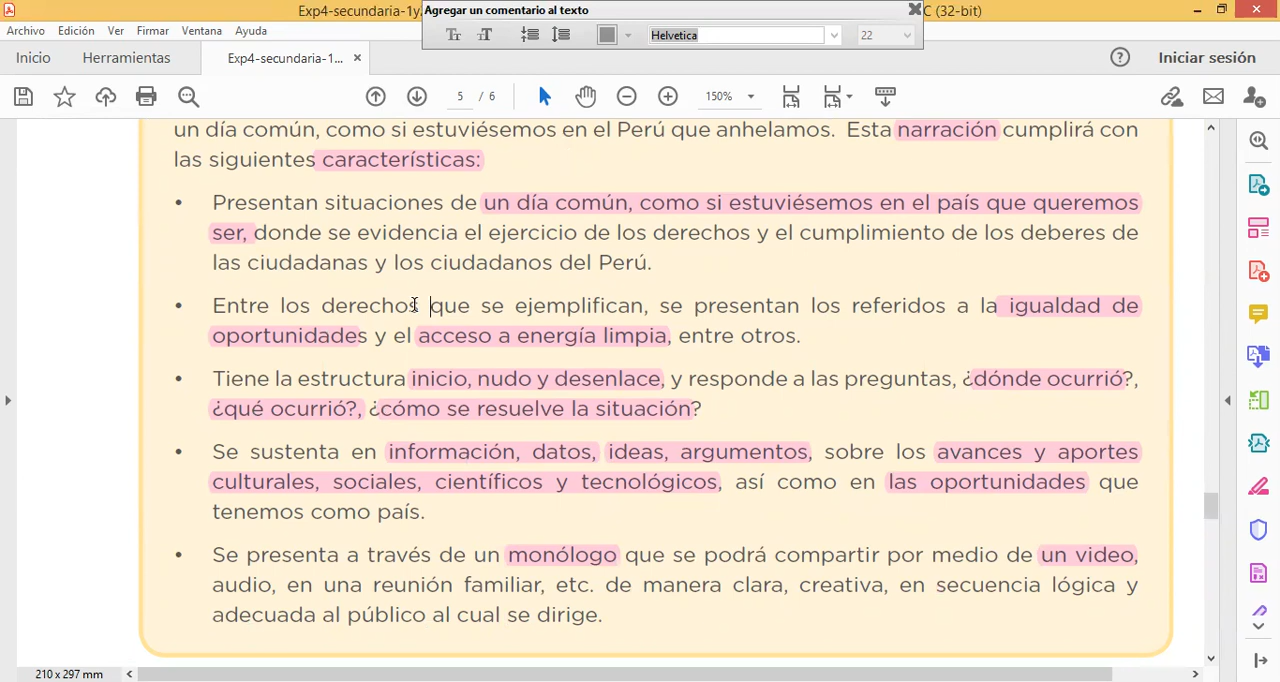 Exp4-secundaria-1y
C (32-bit)
Agregar un comentario al texto
Archivo Edición Ver Firmar Ventana Ayuda
Helvetica 22
Inicio Herramientas Exp4-secundaria-1... × Iniciar sesión
5 / 6 150%
un día común, como si estuviésemos en el Perú que anhelamos. Esta narración cumplirá con
las siguientes características:
• Presentan situaciones de un día común, como si estuviésemos en el país que queremos
ser, donde se evidencia el ejercicio de los derechos y el cumplimiento de los deberes de
las ciudadanas y los ciudadanos del Perú.
• Entre los derechos que se ejemplifican, se presentan los referidos a la igualdad de
oportunidades y el acceso a energía limpia, entre otros.
• Tiene la estructura inicio, nudo y desenlace, y responde a las preguntas, ¿dónde ocurrió?,
¿qué ocurrió?, ¿cómo se resuelve la situación?
• Se sustenta en información, datos, ideas, argumentos, sobre los avances y aportes
culturales, sociales, científicos y tecnológicos, así como en las oportunidades que
tenemos como país.
• Se presenta a través de un monólogo que se podrá compartir por medio de un video,
audio, en una reunión familiar, etc. de manera clara, creativa, en secuencia lógica y
adecuada al público al cual se dirige.
210 x 297 mm